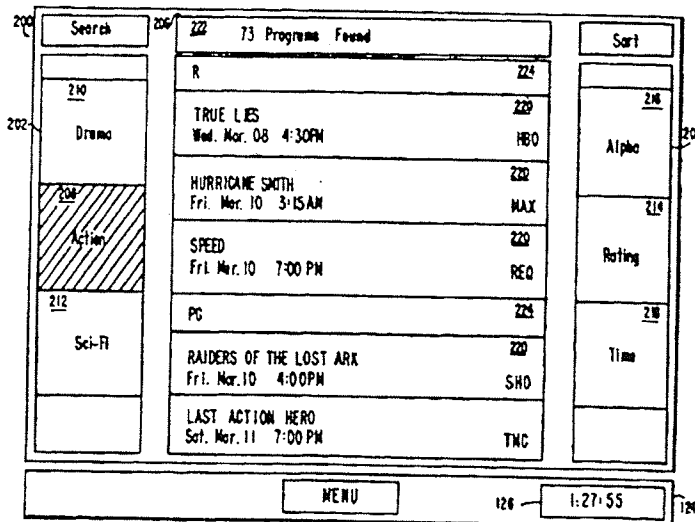 200
Search
206
222 73 Programs Found
Sort
R 224
210
Drama
202
TRUE LIES 220
Wed. Mar. 08 4:30PM HBO
216
Alpha
20
208
Action
HURRICANE SMITH 220
Fri. Mar. 10 3:15AM MAX
214
Rating
SPEED 220
Fri. Mar.10 7:00 PM REQ
212
Sci-Fi
PG 224
218
Time
RAIDERS OF THE LOST ARK 220
Fri. Mar.10 4:00PM SHO
LAST ACTION HERO
Sat. Mar. 11 7:00 PM TMC
MENU
126
1:27:55